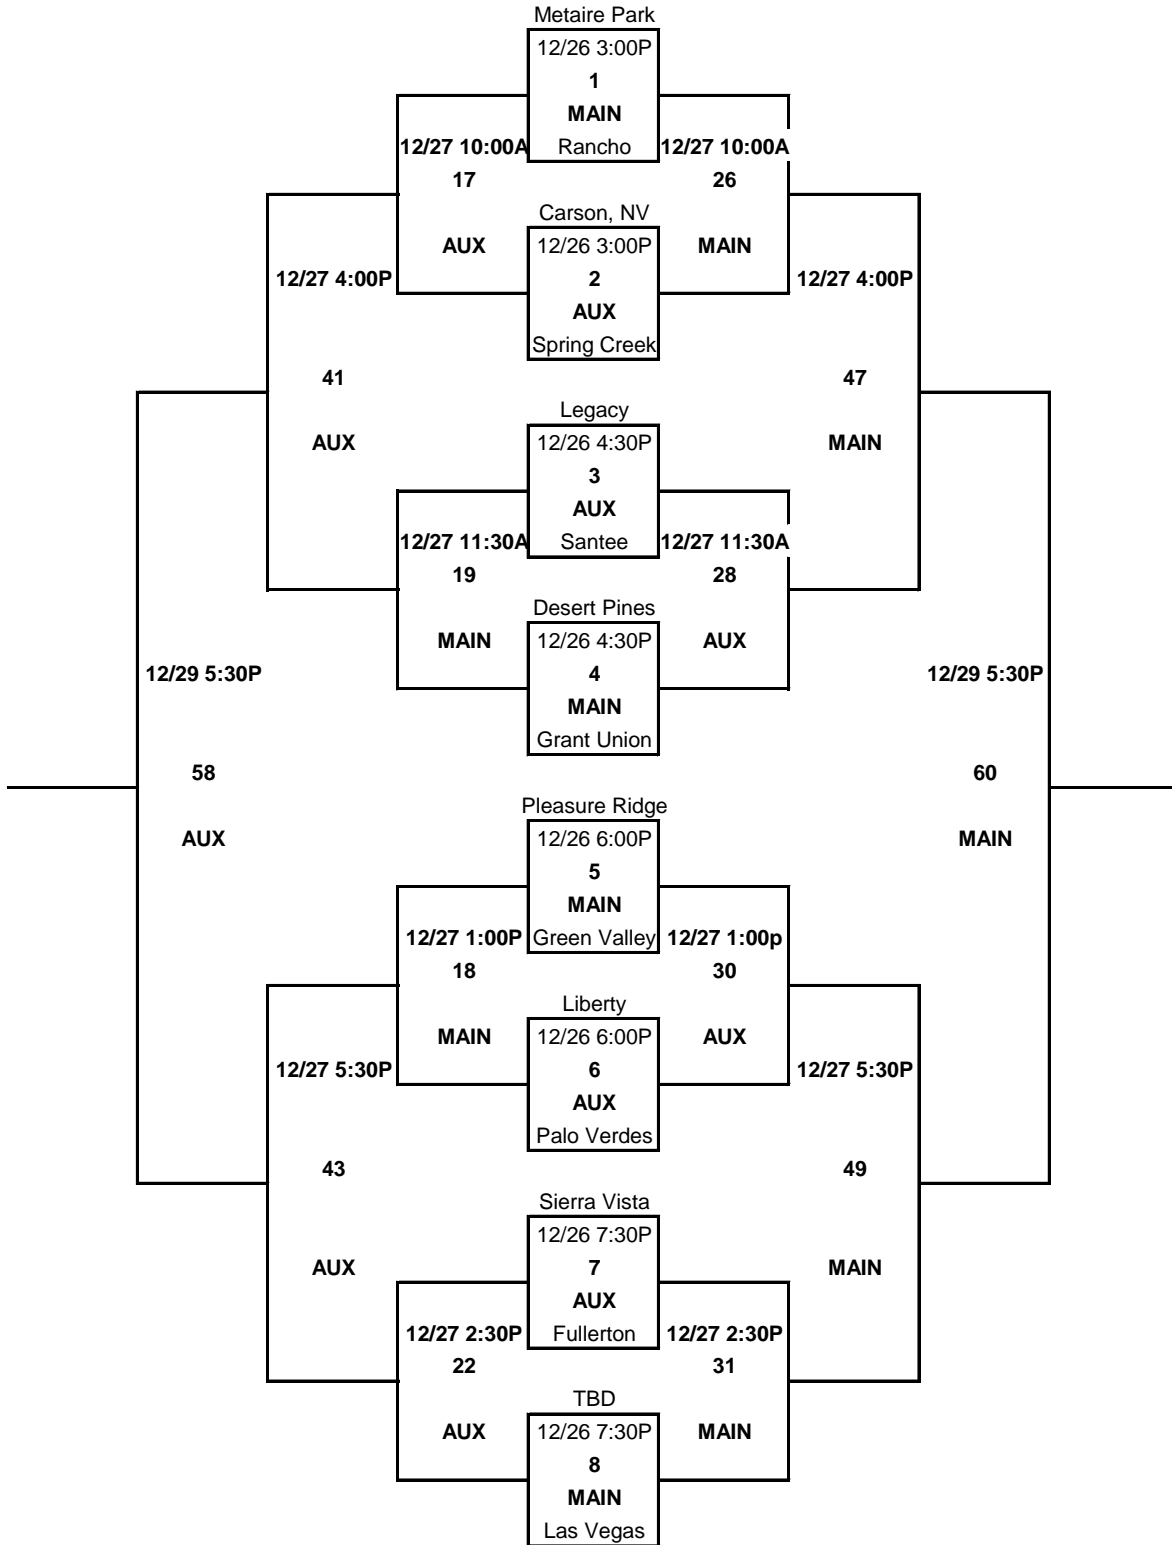 Metaire Park
12/26 3:00P
1
MAIN
12/27 10:00A Rancho 12/27 10:00A
17 26
Carson, NV
AUX 12/26 3:00P MAIN
12/27 4:00P 2 12/27 4:00P
AUX
Spring Creek
41 47
Legacy
AUX 12/26 4:30P MAIN
3
AUX
12/27 11:30A Santee 12/27 11:30A
19 28
Desert Pines
MAIN 12/26 4:30P AUX
12/29 5:30P 4 12/29 5:30P
MAIN
Grant Union
58 60
Pleasure Ridge
AUX 12/26 6:00P MAIN
5
MAIN
12/27 1:00P Green Valley 12/27 1:00p
18 30
Liberty
MAIN 12/26 6:00P AUX
12/27 5:30P 6 12/27 5:30P
AUX
Palo Verdes
43 49
Sierra Vista
12/26 7:30P
AUX 7 MAIN
AUX
12/27 2:30P Fullerton 12/27 2:30P
22 31
TBD
AUX 12/26 7:30P MAIN
8
MAIN
Las Vegas